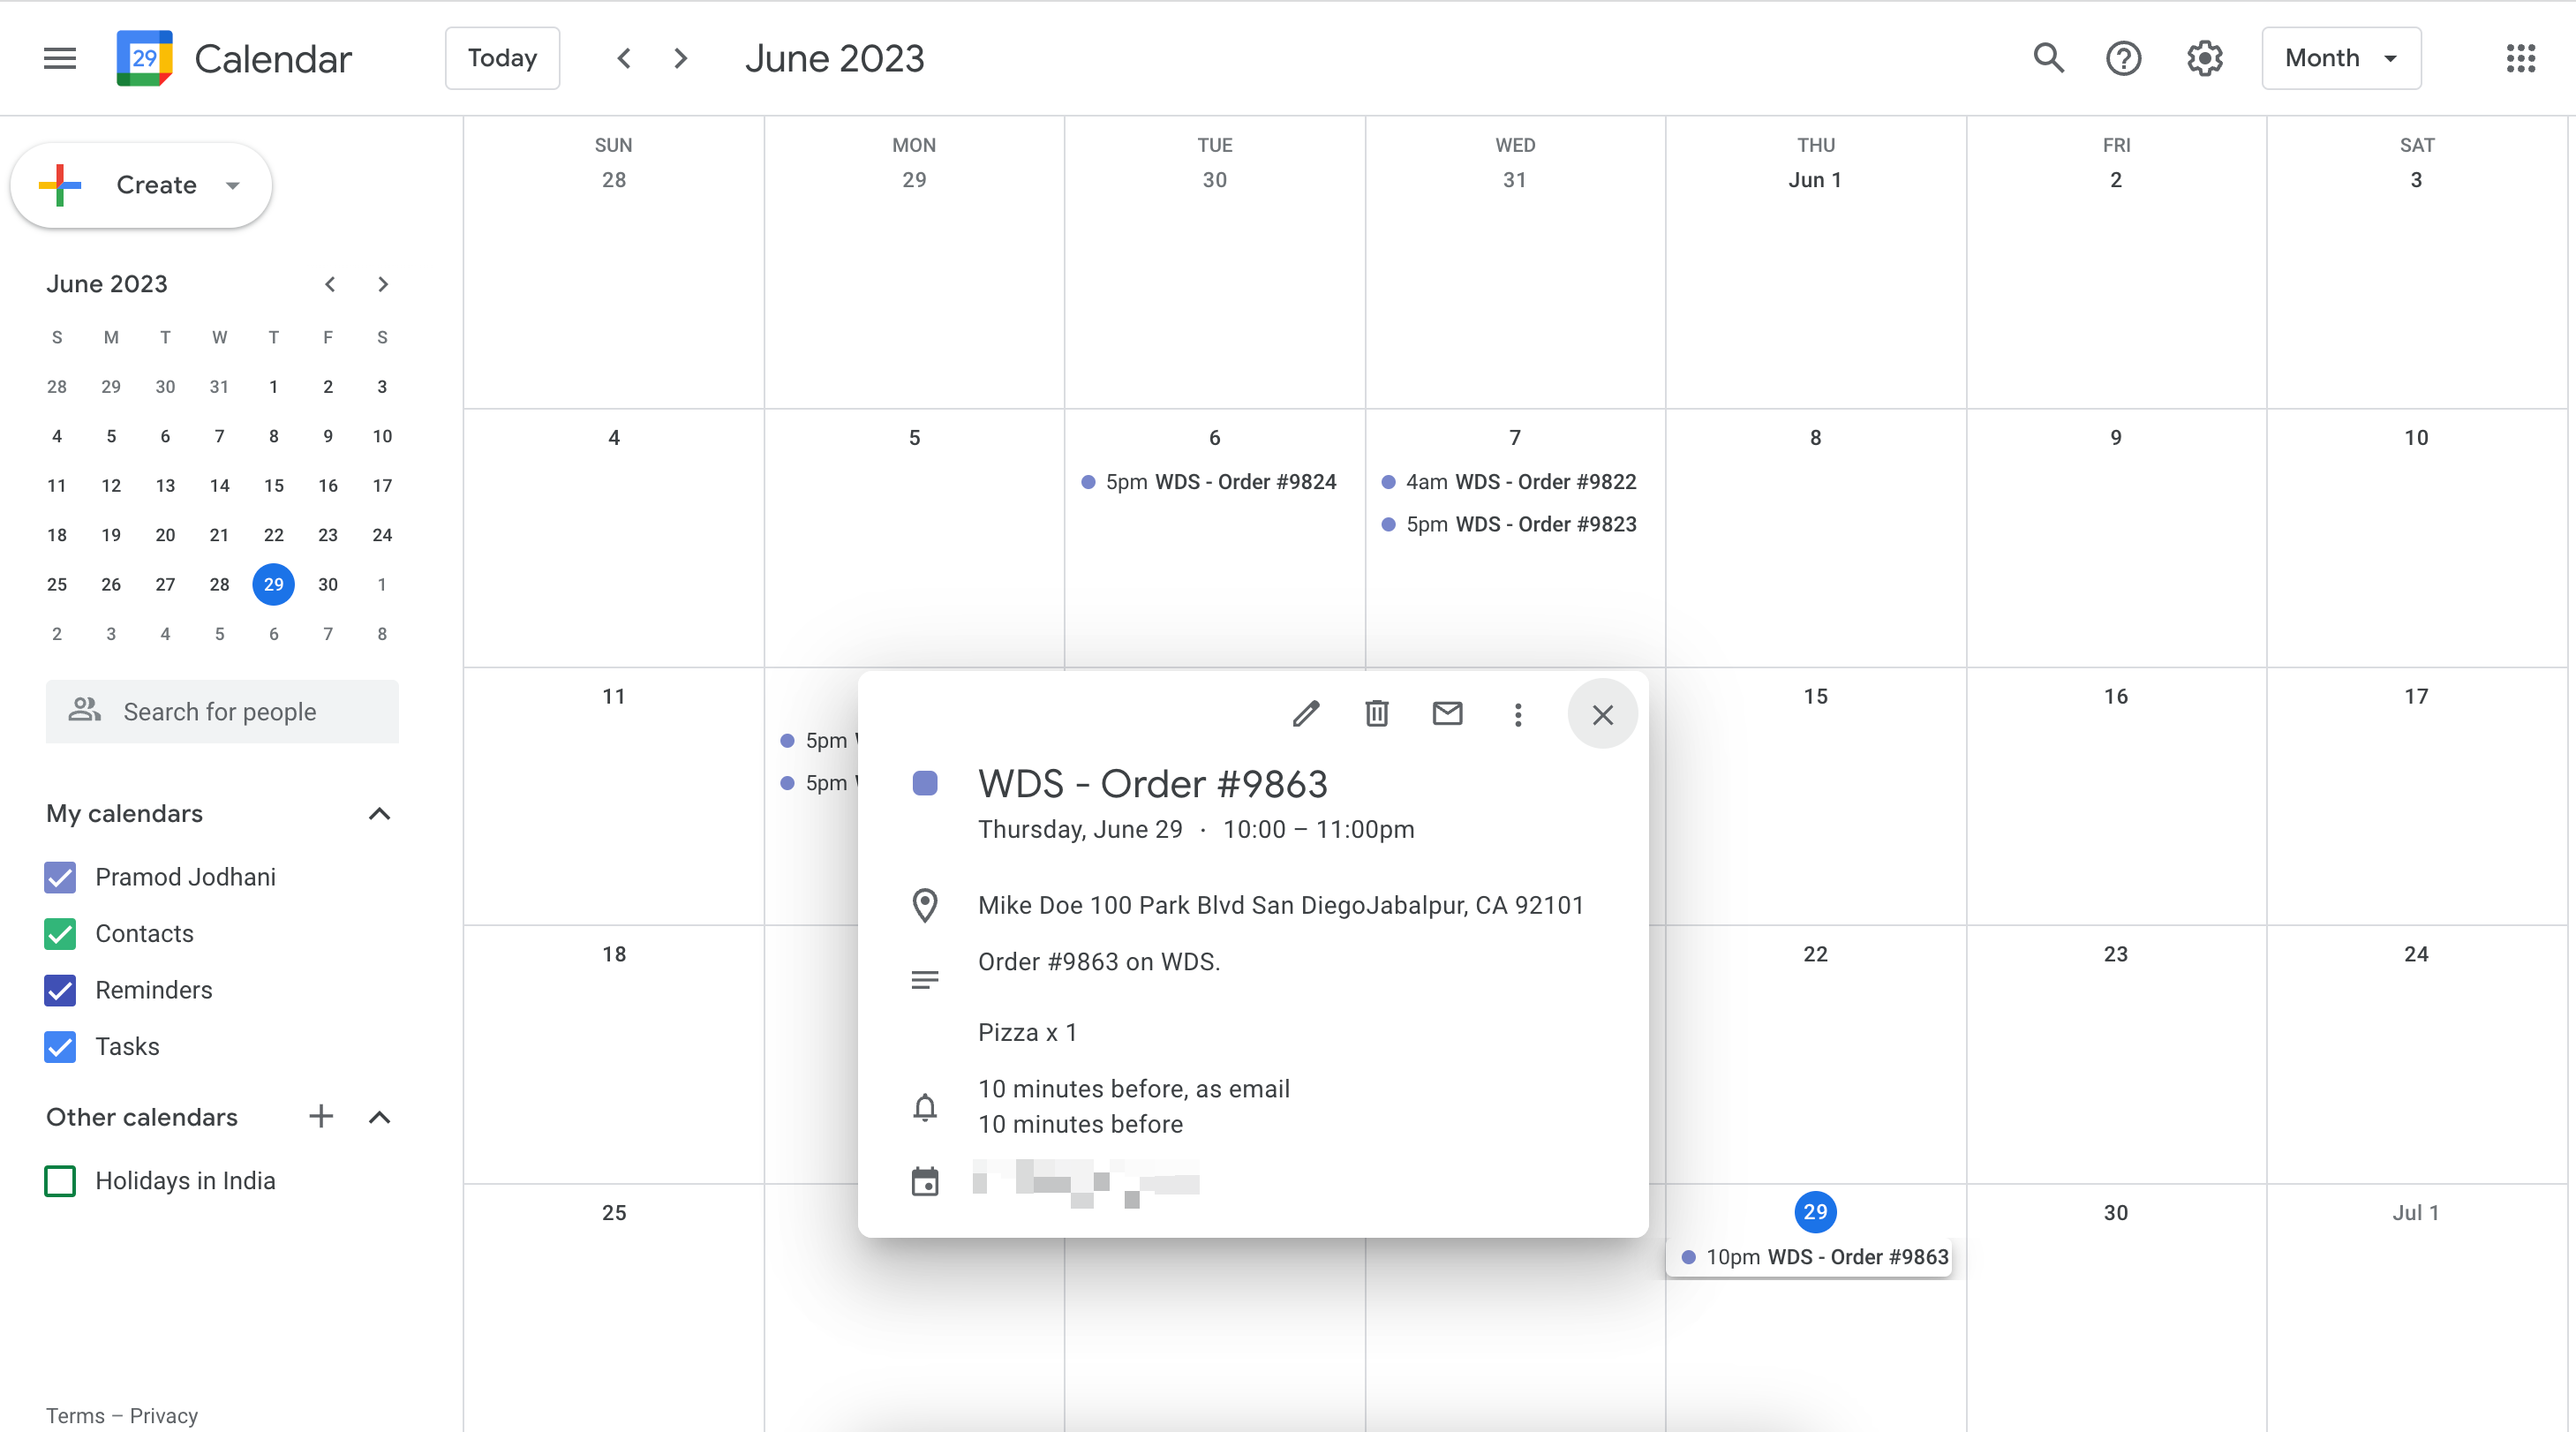 29 Calendar Today June 2023 Month
Create
June 2023
S M T W T F S
28 29 30 31 1 2 3
4 5 6 7 8 9 10
11 12 13 14 15 16 17
18 19 20 21 22 23 24
25 26 27 28 29 30 1
2 3 4 5 6 7 8
Search for people
My calendars
Pramod Jodhani
Contacts
Reminders
Tasks
Other calendars
Holidays in India
Terms – Privacy
SUN MON TUE WED THU FRI SAT
28 29 30 31 Jun 1 2 3
4 5 6 7 8 9 10
5pm WDS - Order #9824 4am WDS - Order #9822
5pm WDS - Order #9823
11 15 16 17
5pm
5pm
WDS - Order #9863
Thursday, June 29 · 10:00 – 11:00pm
Mike Doe 100 Park Blvd San DiegoJabalpur, CA 92101
Order #9863 on WDS.
Pizza x 1
10 minutes before, as email
10 minutes before
18 22 23 24
25 29 30 Jul 1
10pm WDS - Order #9863